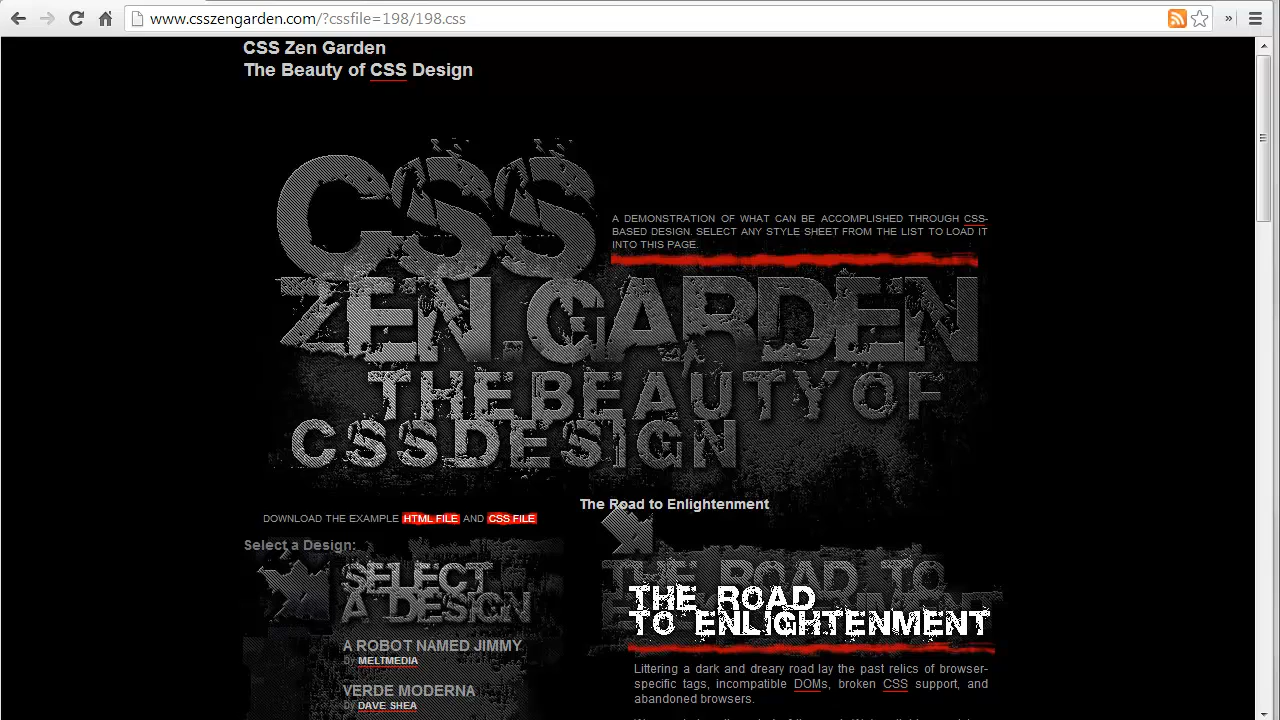 www.csszengarden.com/?cssfile=198/198.css
»
CSS Zen Garden
The Beauty of CSS Design
CSS
ZEN GARDEN
THE BEAUTY OF
CSS DESIGN
A DEMONSTRATION OF WHAT CAN BE ACCOMPLISHED THROUGH CSS-
BASED DESIGN. SELECT ANY STYLE SHEET FROM THE LIST TO LOAD IT
INTO THIS PAGE.
DOWNLOAD THE EXAMPLE HTML FILE AND CSS FILE
Select a Design:
SELECT
A DESIGN
A ROBOT NAMED JIMMY
BY MELTMEDIA
VERDE MODERNA
BY DAVE SHEA
The Road to Enlightenment
THE ROAD TO
ENLIGHTENMENT
THE ROAD
TO ENLIGHTENMENT
Littering a dark and dreary road lay the past relics of browser-
specific tags, incompatible DOMs, broken CSS support, and
abandoned browsers.